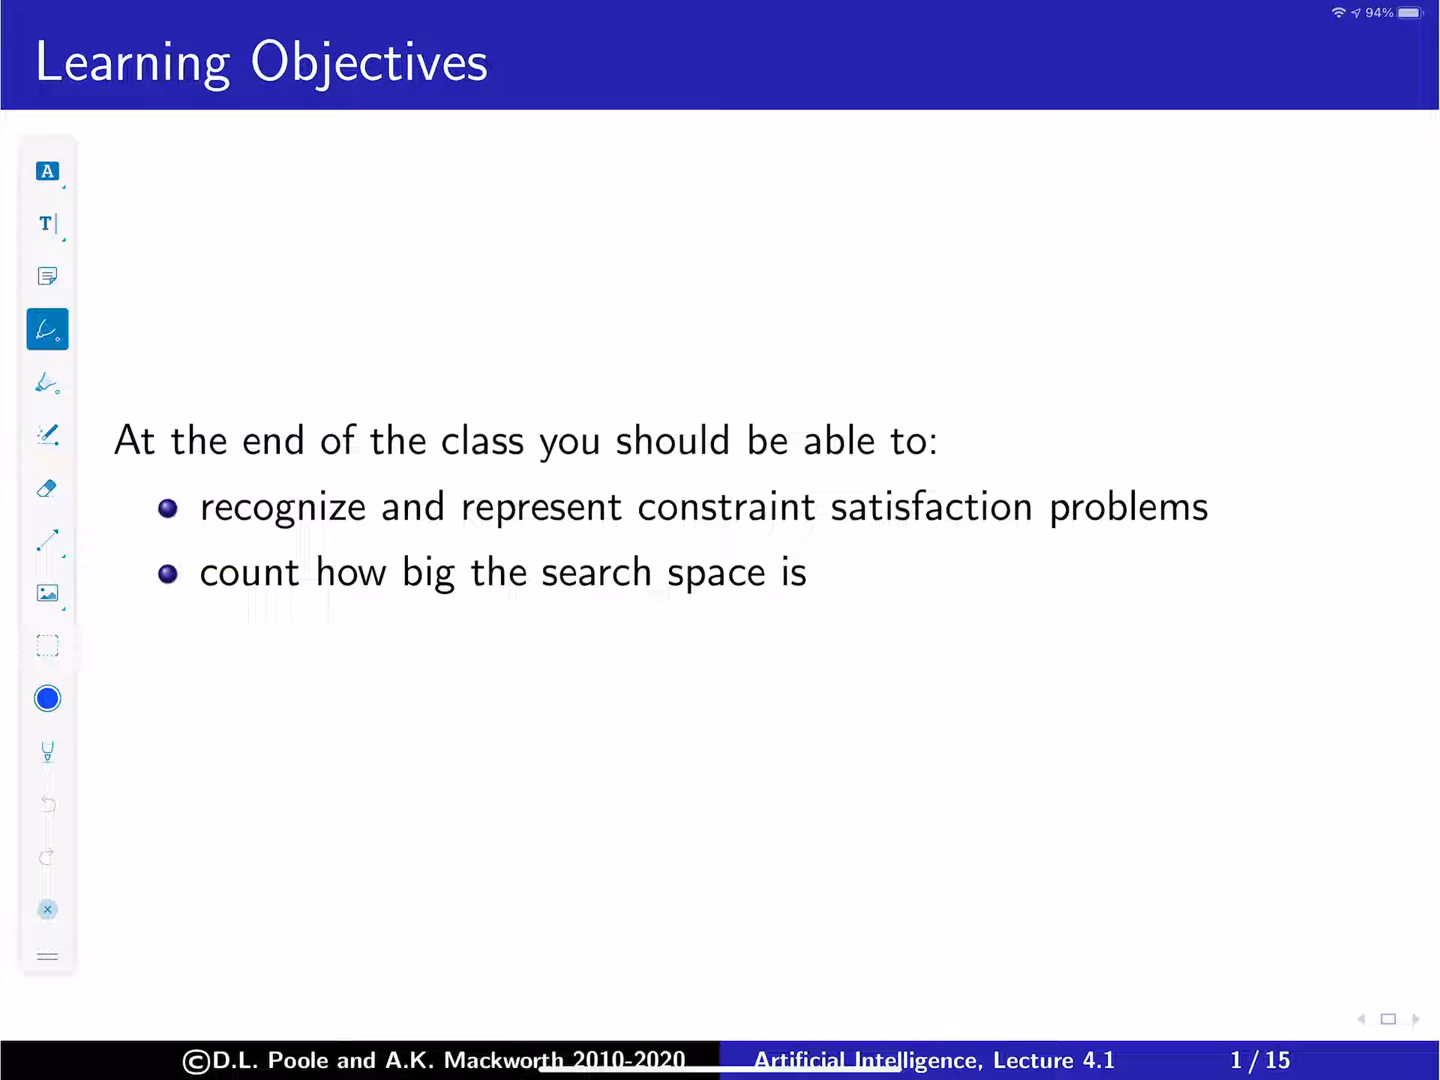 94%
Learning Objectives
A
T
At the end of the class you should be able to:
recognize and represent constraint satisfaction problems
count how big the search space is
©D.L. Poole and A.K. Mackworth 2010-2020 Artificial Intelligence, Lecture 4.1 1 / 15